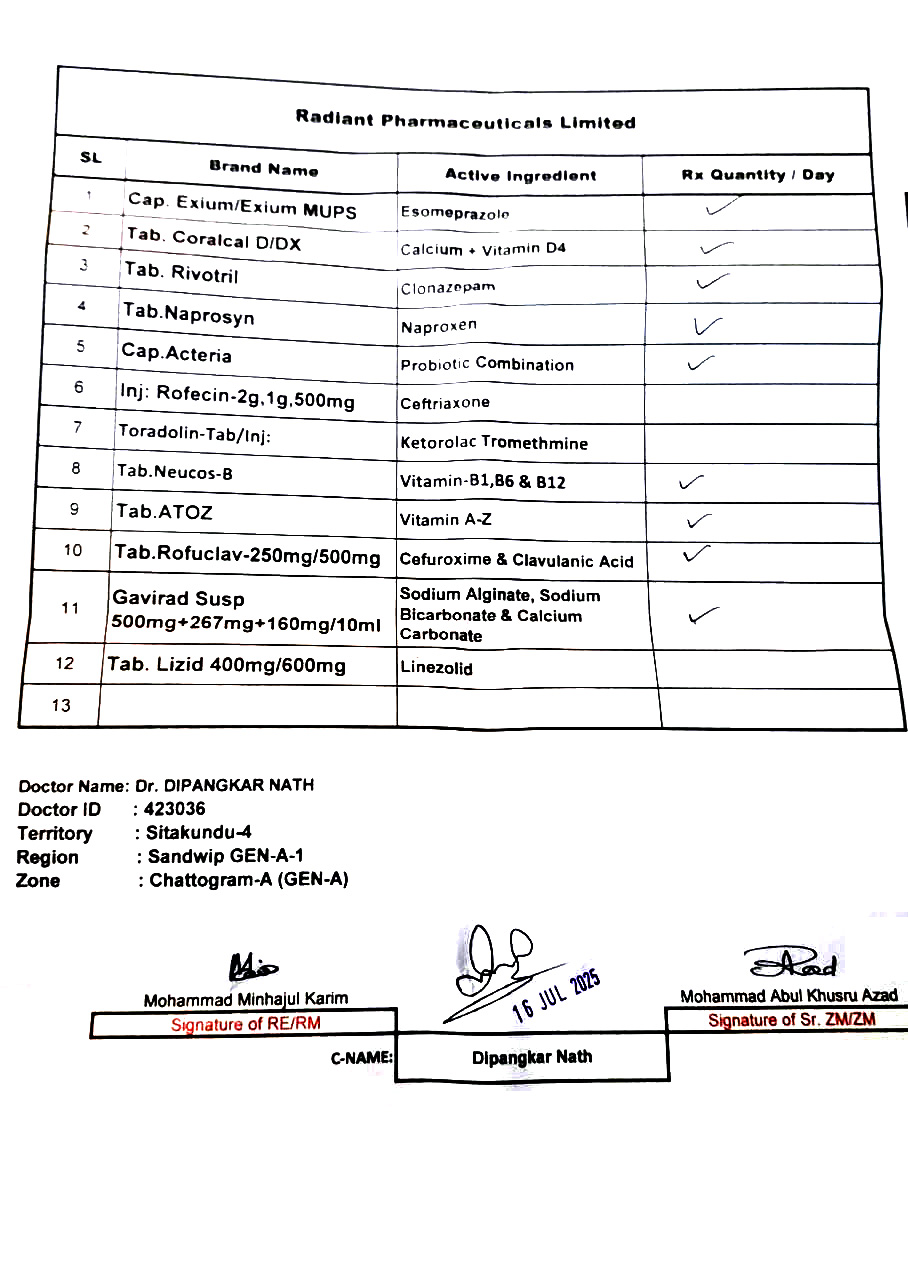 Radiant Pharmaceuticals Limited
SL Brand Name Active Ingredient Rx Quantity / Day
1 Cap. Exium/Exium MUPS Esomeprazole ✓
2 Tab. Coralcal D/DX Calcium + Vitamin D4 ✓
3 Tab. Rivotril Clonazepam ✓
4 Tab.Naprosyn Naproxen ✓
5 Cap.Acteria Probiotic Combination ✓
6 Inj: Rofecin-2g,1g,500mg Ceftriaxone
7 Toradolin-Tab/Inj: Ketorolac Tromethmine
8 Tab.Neucos-B Vitamin-B1,B6 & B12 ✓
9 Tab.ATOZ Vitamin A-Z ✓
10 Tab.Rofuclav-250mg/500mg Cefuroxime & Clavulanic Acid ✓
11 Gavirad Susp
500mg+267mg+160mg/10ml Sodium Alginate, Sodium
Bicarbonate & Calcium
Carbonate ✓
12 Tab. Lizid 400mg/600mg Linezolid
13
Doctor Name: Dr. DIPANGKAR NATH
Doctor ID : 423036
Territory : Sitakundu-4
Region : Sandwip GEN-A-1
Zone : Chattogram-A (GEN-A)
16 JUL 2025
Mohammad Minhajul Karim
Signature of RE/RM
Mohammad Abul Khusru Azad
Signature of Sr. ZM/ZM
C-NAME: Dipangkar Nath